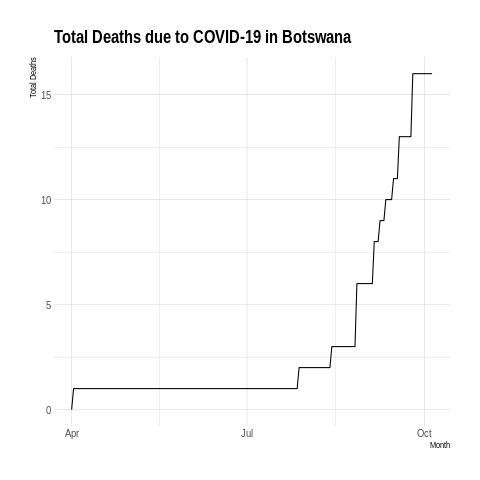 Total Deaths due to COVID-19 in Botswana
Total Deaths
15
10
5
0
Apr
Jul
Oct
Month